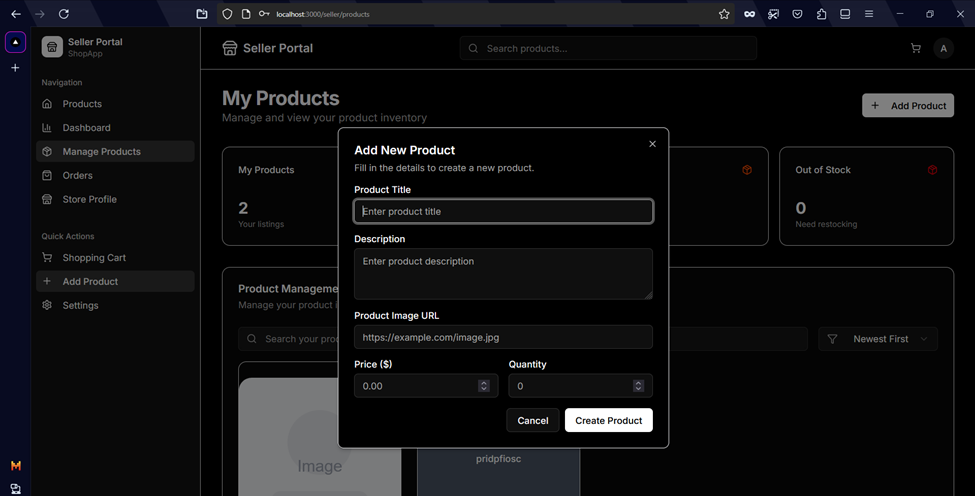 localhost:3000/seller/products
Seller Portal
ShopApp
Navigation
Products
Dashboard
Manage Products
Orders
Store Profile
Quick Actions
Shopping Cart
Add Product
Settings
Seller Portal
Search products...
A
My Products
Manage and view your product inventory
Add Product
My Products
2
Your listings
Out of Stock
0
Need restocking
Product Manageme
Manage your product i
Search your pro
Newest First
Image
pridpfiosc
Add New Product
Fill in the details to create a new product.
Product Title
Enter product title
Description
Enter product description
Product Image URL
https://example.com/image.jpg
Price ($)
Quantity
0.00
0
Cancel
Create Product